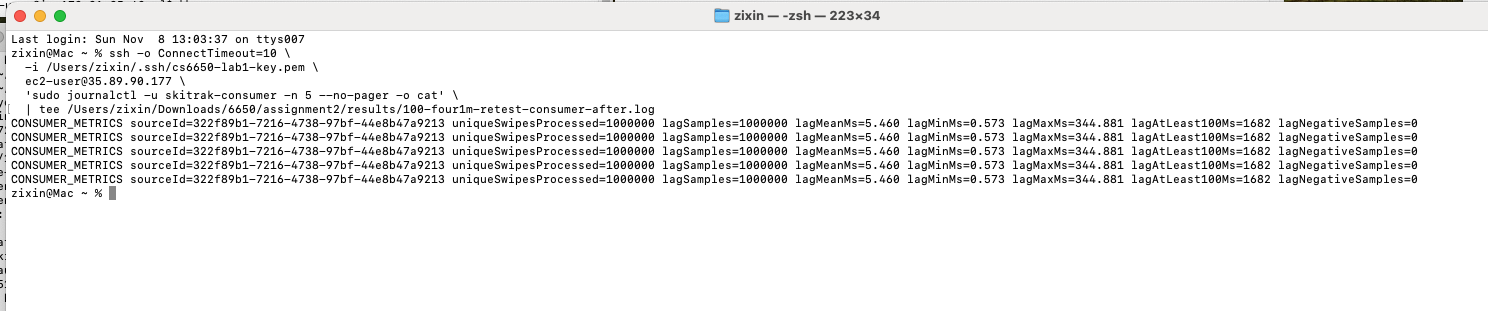 zixin — -zsh — 223×34
Last login: Sun Nov  8 13:03:37 on ttys007
zixin@Mac ~ % ssh -o ConnectTimeout=10 \
  -i /Users/zixin/.ssh/cs6650-lab1-key.pem \
  ec2-user@35.89.90.177 \
  'sudo journalctl -u skitrak-consumer -n 5 --no-pager -o cat' \
  | tee /Users/zixin/Downloads/6650/assignment2/results/100-four1m-retest-consumer-after.log
CONSUMER_METRICS sourceId=322f89b1-7216-4738-97bf-44e8b47a9213 uniqueSwipesProcessed=1000000 lagSamples=1000000 lagMeanMs=5.460 lagMinMs=0.573 lagMaxMs=344.881 lagAtLeast100Ms=1682 lagNegativeSamples=0
CONSUMER_METRICS sourceId=322f89b1-7216-4738-97bf-44e8b47a9213 uniqueSwipesProcessed=1000000 lagSamples=1000000 lagMeanMs=5.460 lagMinMs=0.573 lagMaxMs=344.881 lagAtLeast100Ms=1682 lagNegativeSamples=0
CONSUMER_METRICS sourceId=322f89b1-7216-4738-97bf-44e8b47a9213 uniqueSwipesProcessed=1000000 lagSamples=1000000 lagMeanMs=5.460 lagMinMs=0.573 lagMaxMs=344.881 lagAtLeast100Ms=1682 lagNegativeSamples=0
CONSUMER_METRICS sourceId=322f89b1-7216-4738-97bf-44e8b47a9213 uniqueSwipesProcessed=1000000 lagSamples=1000000 lagMeanMs=5.460 lagMinMs=0.573 lagMaxMs=344.881 lagAtLeast100Ms=1682 lagNegativeSamples=0
CONSUMER_METRICS sourceId=322f89b1-7216-4738-97bf-44e8b47a9213 uniqueSwipesProcessed=1000000 lagSamples=1000000 lagMeanMs=5.460 lagMinMs=0.573 lagMaxMs=344.881 lagAtLeast100Ms=1682 lagNegativeSamples=0
zixin@Mac ~ %